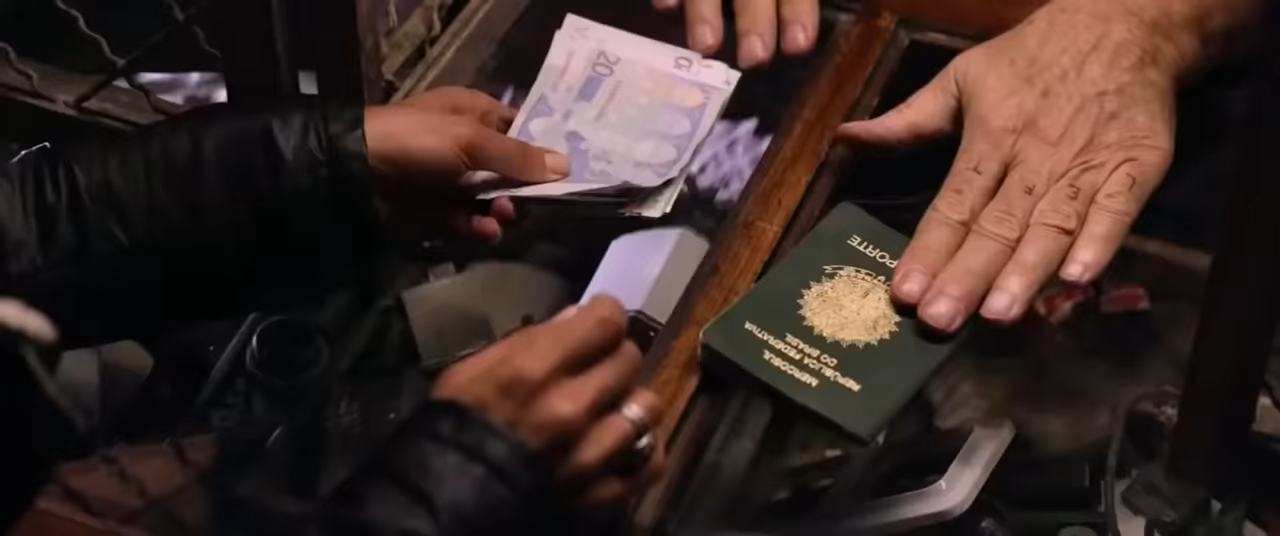 20
MERCOSUL
REPÚBLICA FEDERATIVA
DO BRASIL
PORTE